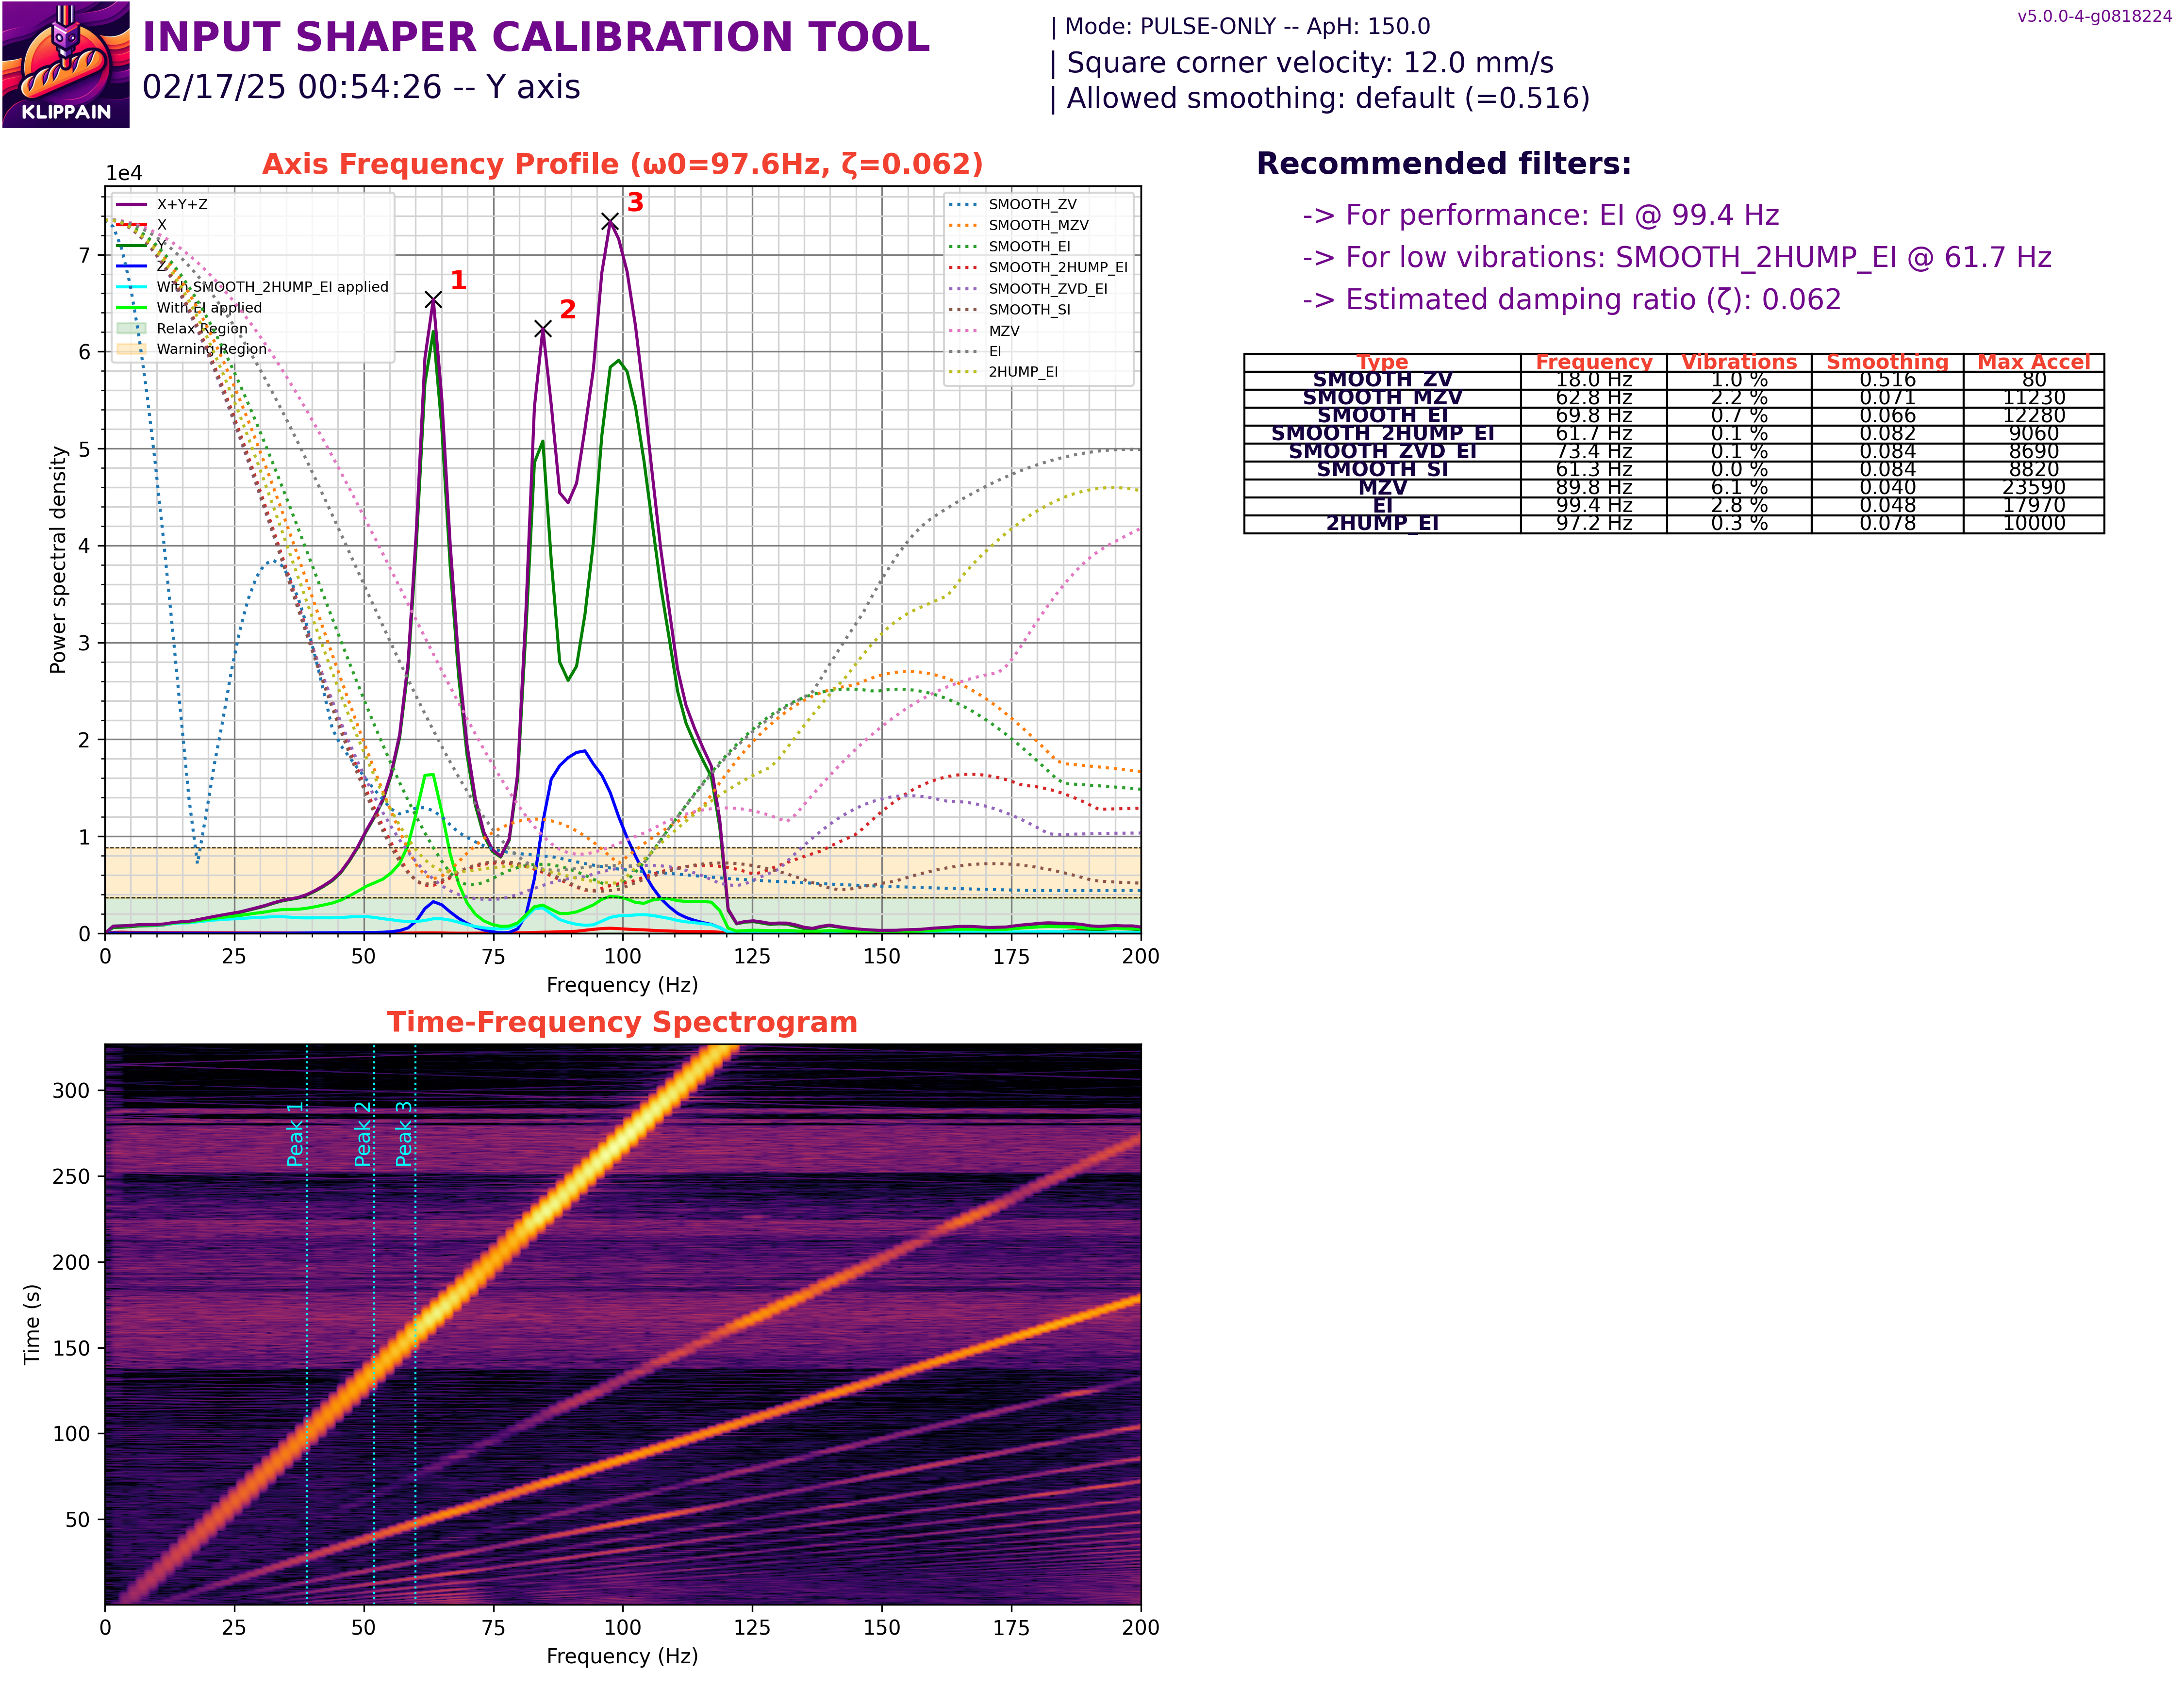 KLIPPAIN
INPUT SHAPER CALIBRATION TOOL
02/17/25 00:54:26 -- Y axis
| Mode: PULSE-ONLY -- ApH: 150.0
| Square corner velocity: 12.0 mm/s
| Allowed smoothing: default (=0.516)
v5.0.0-4-g0818224
Axis Frequency Profile (ω0=97.6Hz, ζ=0.062)
1e4
X+Y+Z
X
Y
Z
With SMOOTH_2HUMP_EI applied
With EI applied
Relax Region
Warning Region
SMOOTH_ZV
SMOOTH_MZV
SMOOTH_EI
SMOOTH_2HUMP_EI
SMOOTH_ZVD_EI
SMOOTH_SI
MZV
EI
2HUMP_EI
1
2
3
Power spectral density
7
6
5
4
3
2
1
0
0 25 50 75 100 125 150 175 200
Frequency (Hz)
Recommended filters:
-> For performance: EI @ 99.4 Hz
-> For low vibrations: SMOOTH_2HUMP_EI @ 61.7 Hz
-> Estimated damping ratio (ζ): 0.062
Type Frequency Vibrations Smoothing Max Accel
SMOOTH_ZV 18.0 Hz 1.0 % 0.516 80
SMOOTH_MZV 62.8 Hz 2.2 % 0.071 11230
SMOOTH_EI 69.8 Hz 0.7 % 0.066 12280
SMOOTH_2HUMP_EI 61.7 Hz 0.1 % 0.082 9060
SMOOTH_ZVD_EI 73.4 Hz 0.1 % 0.084 8690
SMOOTH_SI 61.3 Hz 0.0 % 0.084 8820
MZV 89.8 Hz 6.1 % 0.040 23590
EI 99.4 Hz 2.8 % 0.048 17970
2HUMP_EI 97.2 Hz 0.3 % 0.078 10000
Time-Frequency Spectrogram
Peak 1
Peak 2
Peak 3
Time (s)
300
250
200
150
100
50
0 25 50 75 100 125 150 175 200
Frequency (Hz)